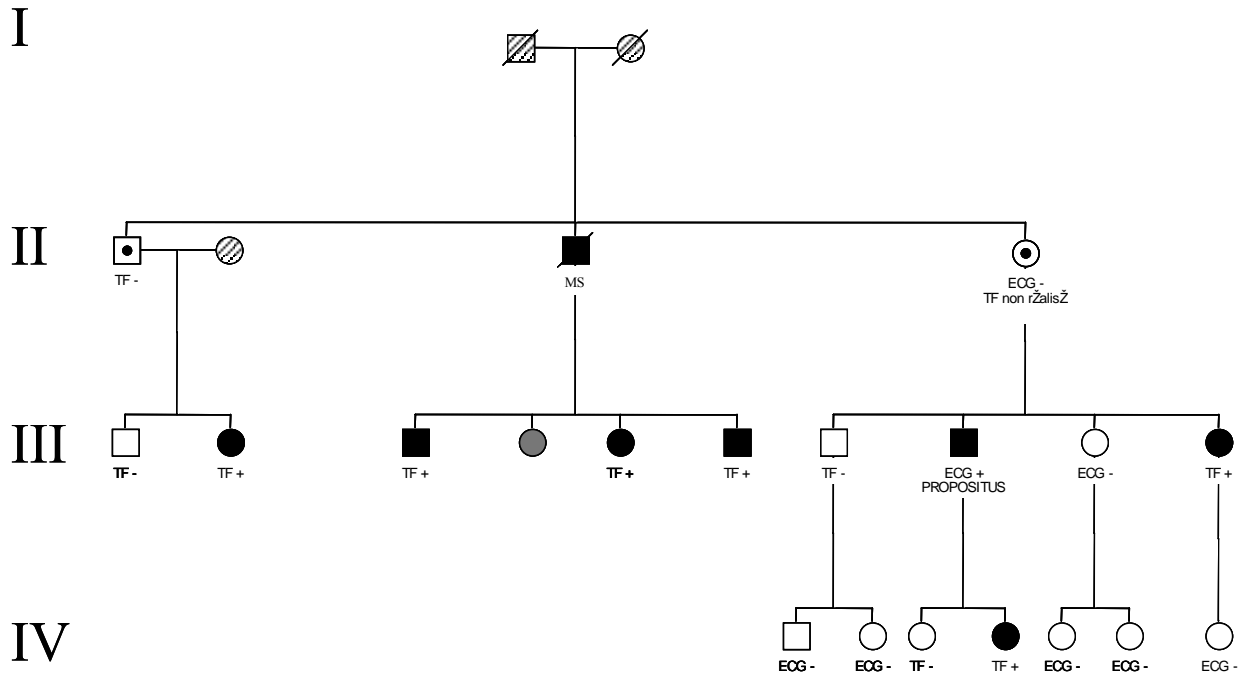 I
II
TF -
MS
ECG -
TF non rŽalisŽ
III
TF -
TF +
TF +
TF +
TF +
TF -
ECG +
PROPOSITUS
ECG -
TF +
IV
ECG -
ECG -
TF -
TF +
ECG -
ECG -
ECG -